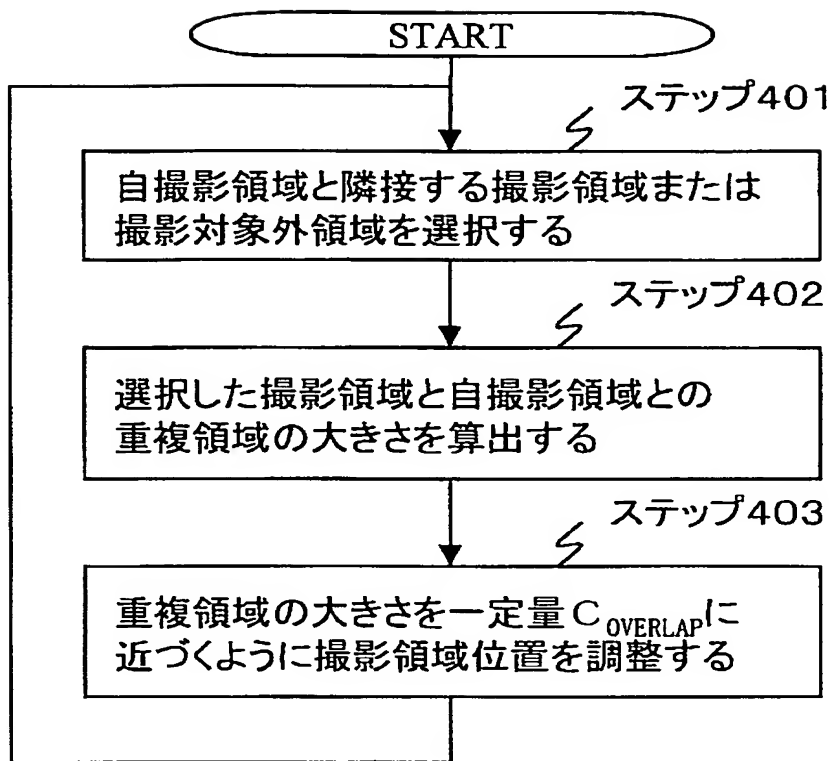 START
ステップ401
自撮影領域と隣接する撮影領域または
撮影対象外領域を選択する
ステップ402
選択した撮影領域と自撮影領域との
重複領域の大きさを算出する
ステップ403
重複領域の大きさを一定量COVERLAPに
近づくように撮影領域位置を調整する